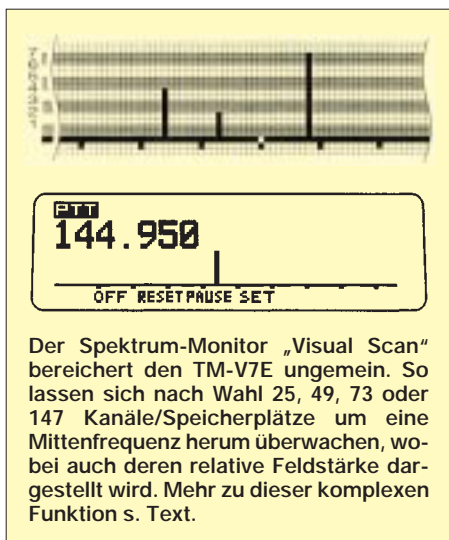 PTT
144.950
OFF RESET PAUSE SET
Der Spektrum-Monitor „Visual Scan“
bereichert den TM-V7E ungemein. So
lassen sich nach Wahl 25, 49, 73 oder
147 Kanäle/Speicherplätze um eine
Mittenfrequenz herum überwachen, wo-
bei auch deren relative Feldstärke dar-
gestellt wird. Mehr zu dieser komplexen
Funktion s. Text.